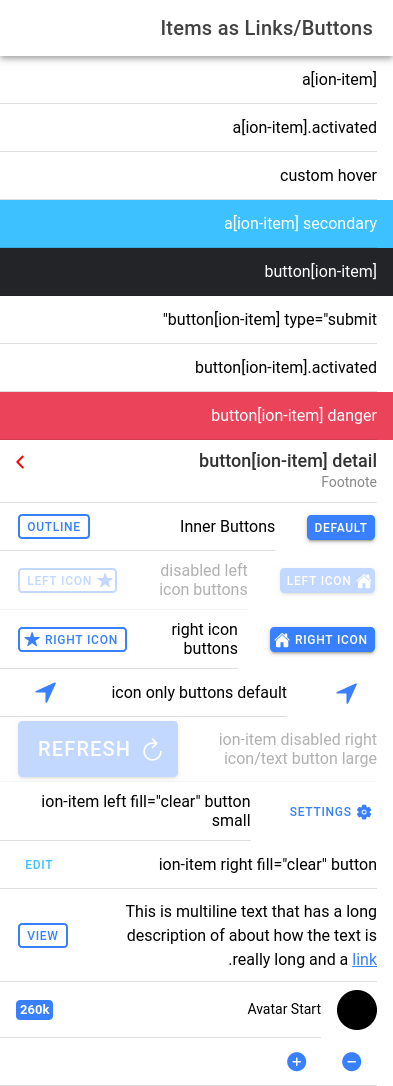 Items as Links/Buttons
a[ion-item]
a[ion-item].activated
custom hover
a[ion-item] secondary
button[ion-item]
"button[ion-item] type="submit
button[ion-item].activated
button[ion-item] danger
button[ion-item] detail
Footnote
DEFAULT
Inner Buttons
OUTLINE
LEFT ICON
disabled left
icon buttons
LEFT ICON
RIGHT ICON
right icon
buttons
RIGHT ICON
icon only buttons default
ion-item disabled right
icon/text button large
REFRESH
SETTINGS
ion-item left fill="clear" button
small
ion-item right fill="clear" button
EDIT
This is multiline text that has a long
description of about how the text is
.really long and a link
VIEW
Avatar Start
260k